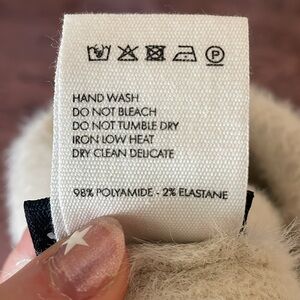 HAND WASH
DO NOT BLEACH
DO NOT TUMBLE DRY
IRON LOW HEAT
DRY CLEAN DELICATE
98% POLYAMIDE - 2% ELASTANE